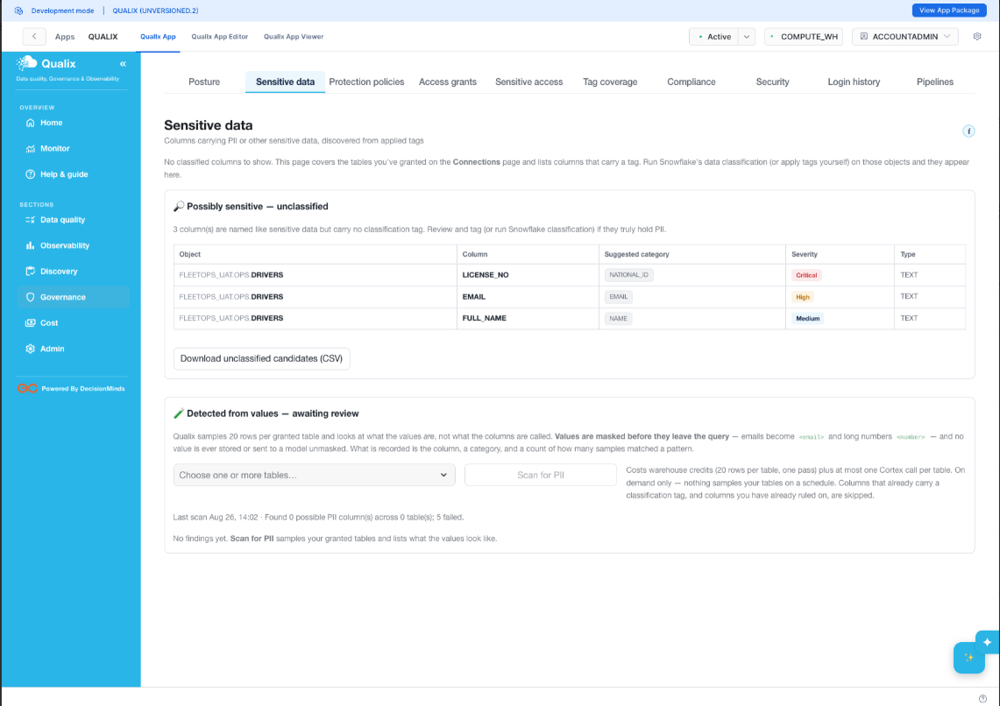 Development mode | QUALIX (UNVERSIONED.2) View App Package
Apps QUALIX Qualix App Qualix App Editor Qualix App Viewer Active COMPUTE_WH ACCOUNTADMIN
Qualix «
Data quality, Governance & Observability
OVERVIEW
Home
Monitor
Help & guide
SECTIONS
Data quality
Observability
Discovery
Governance
Cost
Admin
Powered By DecisionMinds
Posture Sensitive data Protection policies Access grants Sensitive access Tag coverage Compliance Security Login history Pipelines
Sensitive data
Columns carrying PII or other sensitive data, discovered from applied tags
i
No classified columns to show. This page covers the tables you've granted on the Connections page and lists columns that carry a tag. Run Snowflake's data classification (or apply tags yourself) on those objects and they appear
here.
Possibly sensitive — unclassified
3 column(s) are named like sensitive data but carry no classification tag. Review and tag (or run Snowflake classification) if they truly hold PII.
Object Column Suggested category Severity Type
FLEETOPS_UAT.OPS.DRIVERS LICENSE_NO NATIONAL_ID Critical TEXT
FLEETOPS_UAT.OPS.DRIVERS EMAIL EMAIL High TEXT
FLEETOPS_UAT.OPS.DRIVERS FULL_NAME NAME Medium TEXT
Download unclassified candidates (CSV)
Detected from values — awaiting review
Qualix samples 20 rows per granted table and looks at what the values are, not what the columns are called. Values are masked before they leave the query — emails become <email> and long numbers <number> — and no
value is ever stored or sent to a model unmasked. What is recorded is the column, a category, and a count of how many samples matched a pattern.
Choose one or more tables... Scan for PII
Costs warehouse credits (20 rows per table, one pass) plus at most one Cortex call per table. On
demand only — nothing samples your tables on a schedule. Columns that already carry a
classification tag, and columns you have already ruled on, are skipped.
Last scan Aug 26, 14:02 · Found 0 possible PII column(s) across 0 table(s); 5 failed.
No findings yet. Scan for PII samples your granted tables and lists what the values look like.